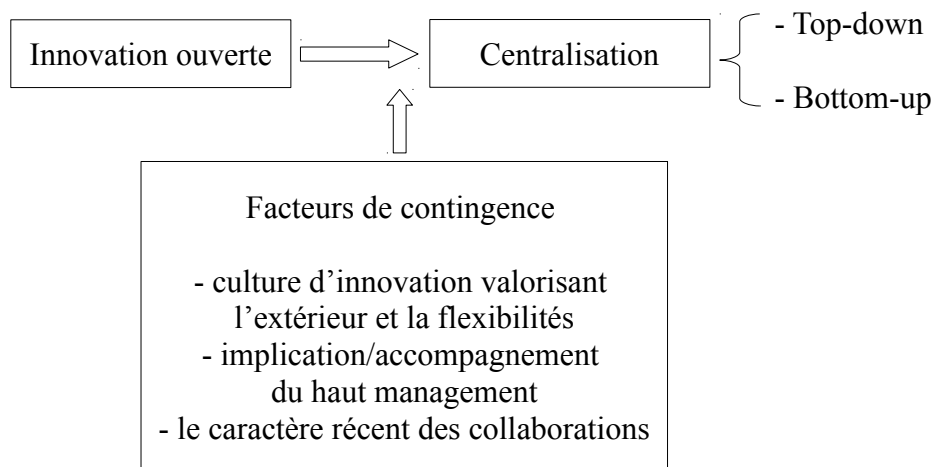 Innovation ouverte
Centralisation
- Top-down
- Bottom-up
Facteurs de contingence
- culture d’innovation valorisant
l’extérieur et la flexibilités
- implication/accompagnement
du haut management
- le caractère récent des collaborations